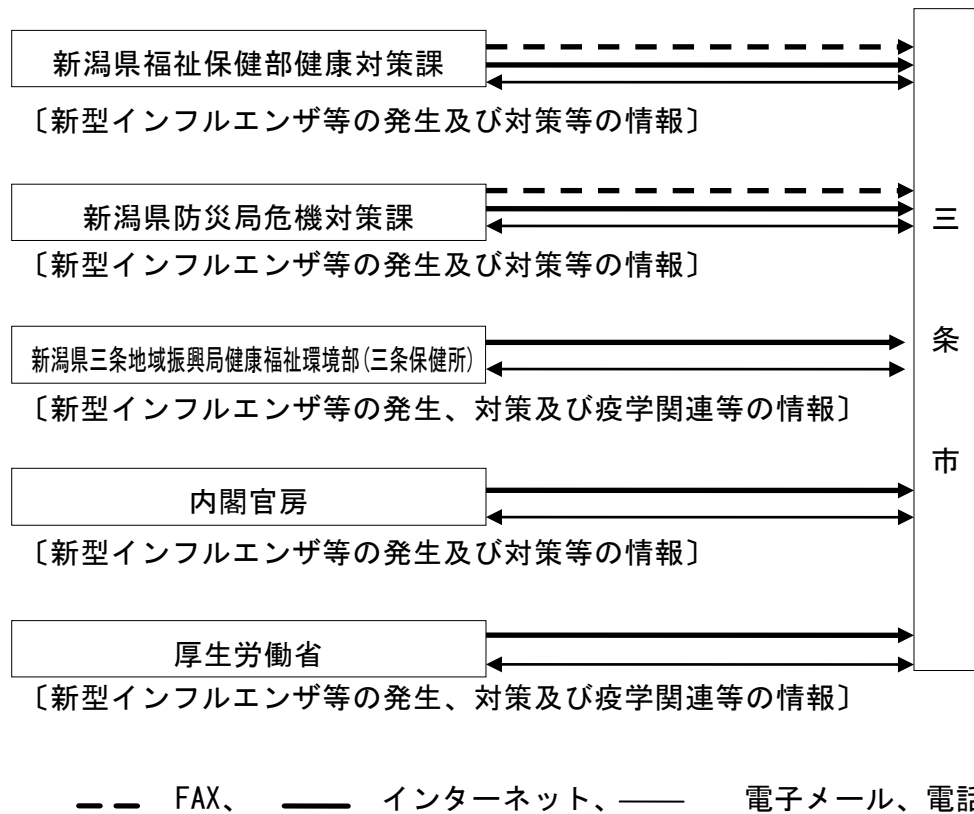 新潟県福祉保健部健康対策課
〔新型インフルエンザ等の発生及び対策等の情報〕
新潟県防災局危機対策課
〔新型インフルエンザ等の発生及び対策等の情報〕
新潟県三条地域振興局健康福祉環境部(三条保健所)
〔新型インフルエンザ等の発生、対策及び疫学関連等の情報〕
内閣官房
〔新型インフルエンザ等の発生及び対策等の情報〕
厚生労働省
〔新型インフルエンザ等の発生、対策及び疫学関連等の情報〕
三条市
FAX、 インターネット、 電子メール、電話